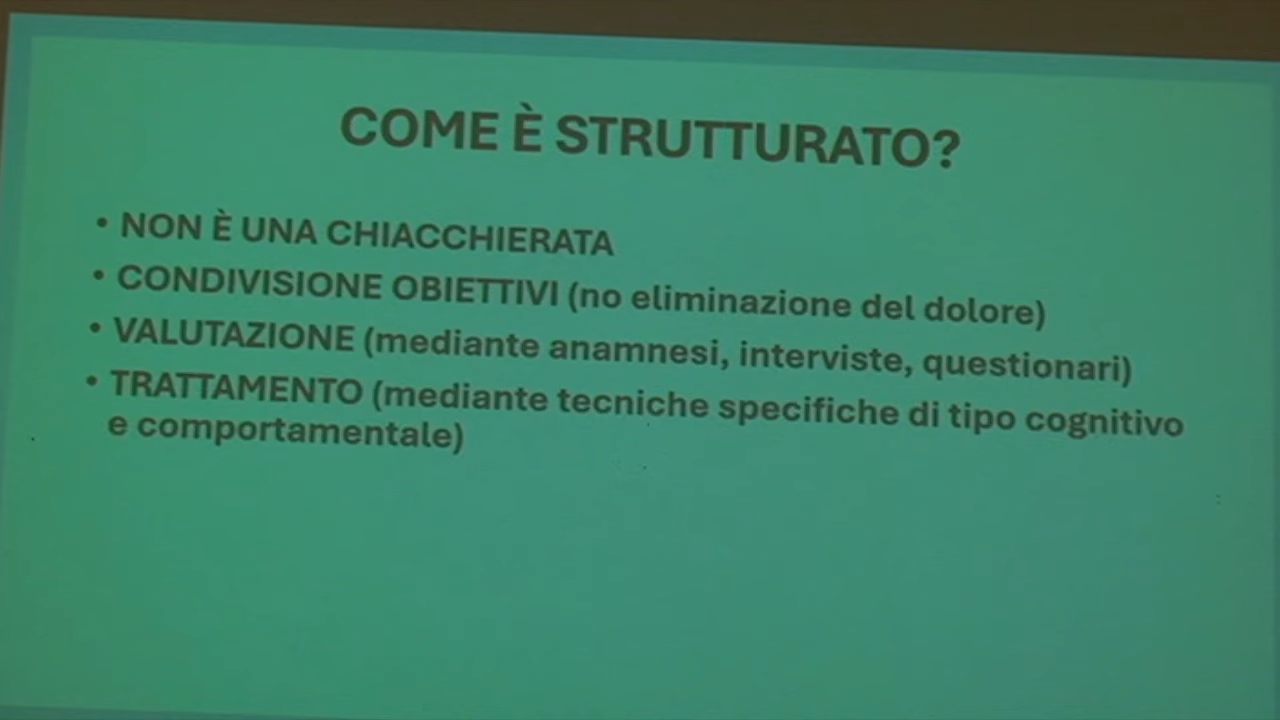 COME È STRUTTURATO?
• NON È UNA CHIACCHIERATA
• CONDIVISIONE OBIETTIVI (no eliminazione del dolore)
• VALUTAZIONE (mediante anamnesi, interviste, questionari)
• TRATTAMENTO (mediante tecniche specifiche di tipo cognitivo
e comportamentale)